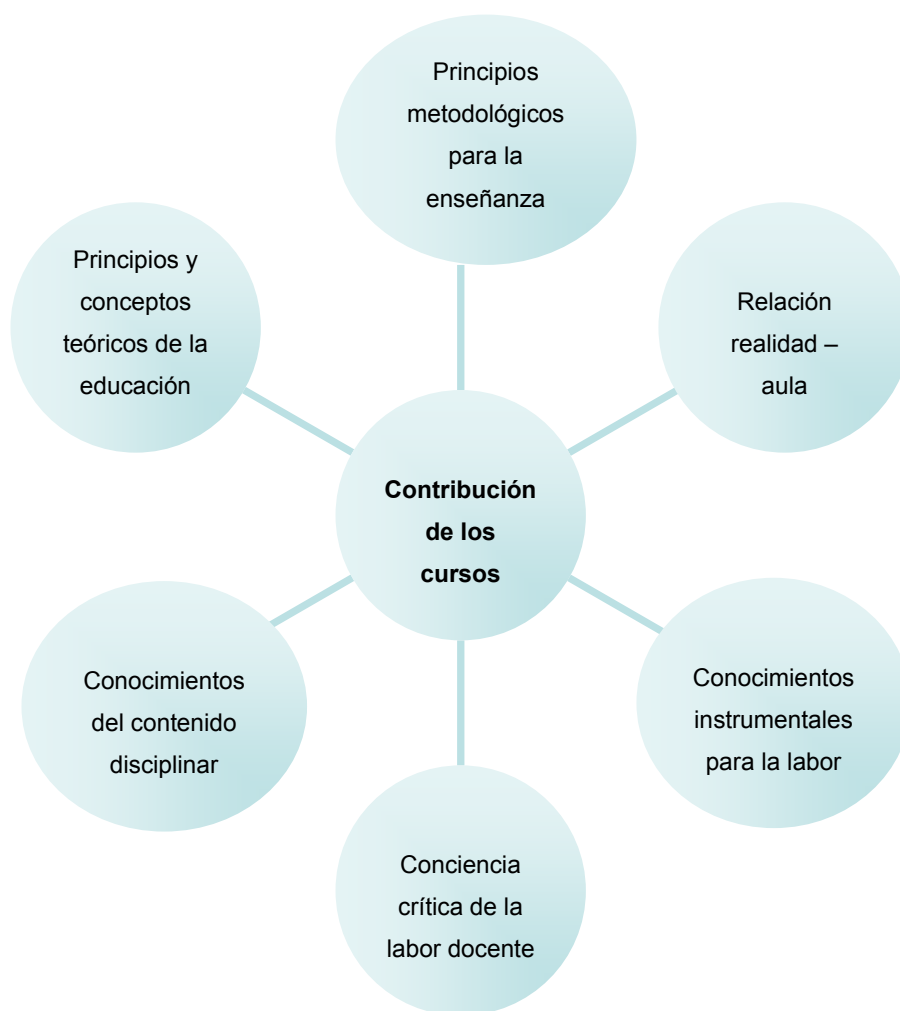 Principios
metodológicos
para la
enseñanza
Principios y
conceptos
teóricos de la
educación
Relación
realidad –
aula
Contribución
de los
cursos
Conocimientos
del contenido
disciplinar
Conocimientos
instrumentales
para la labor
Conciencia
crítica de la
labor docente